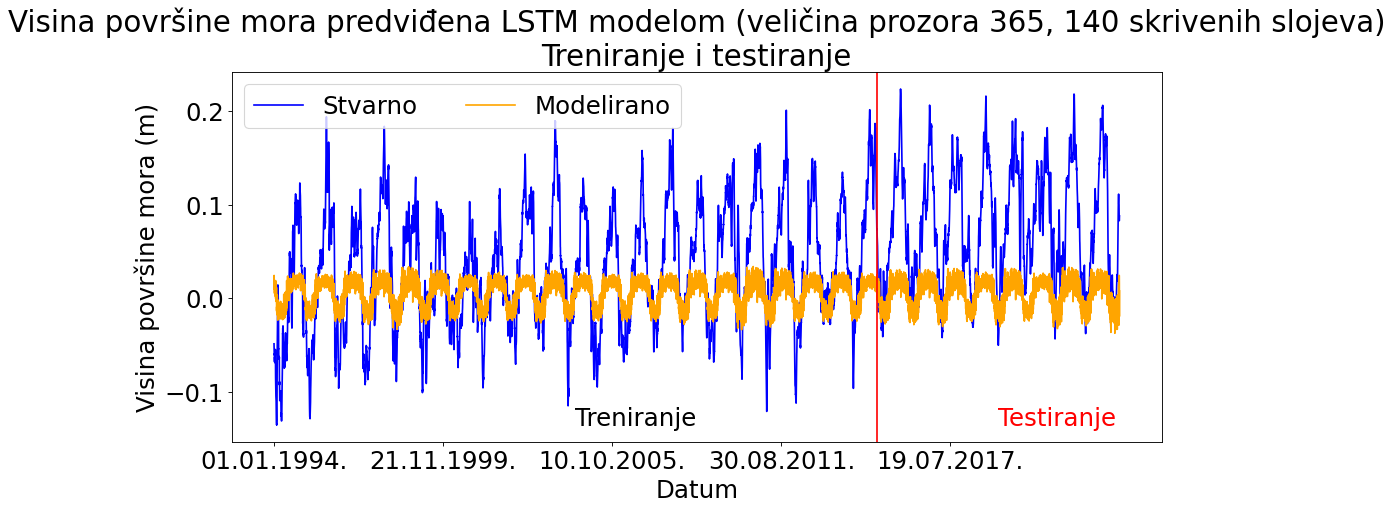 Visina površine mora predviđena LSTM modelom (veličina prozora 365, 140 skrivenih slojeva)
Treniranje i testiranje
Stvarno
Modelirano
Visina površine mora (m)
0.2
0.1
0.0
−0.1
Treniranje
Testiranje
01.01.1994.
21.11.1999.
10.10.2005.
30.08.2011.
19.07.2017.
Datum